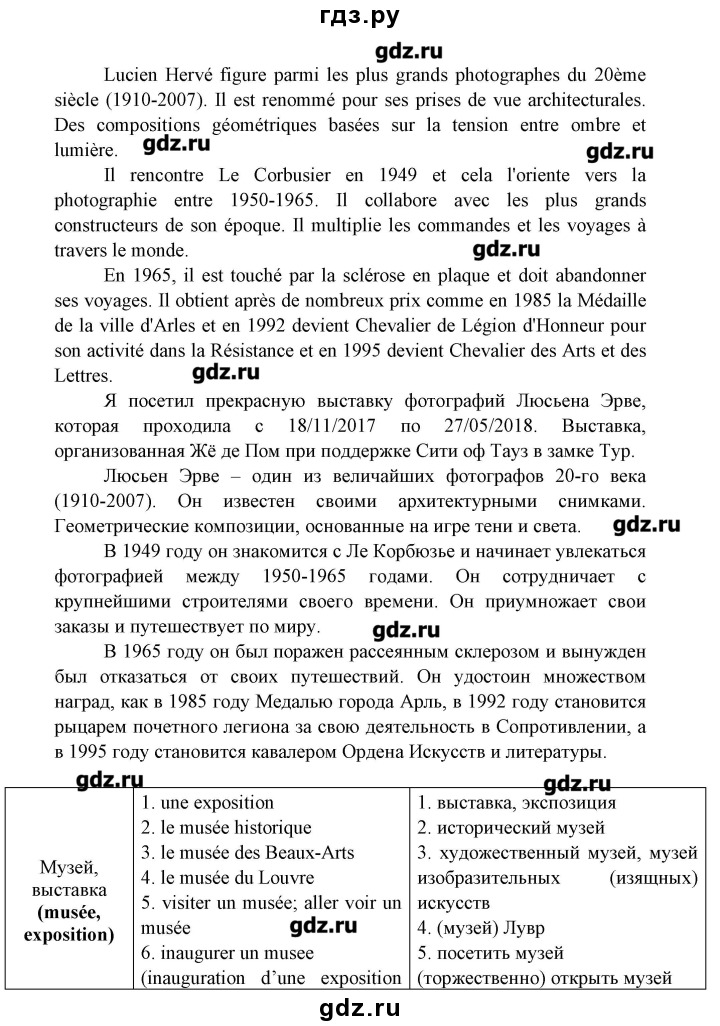 гдз.ру
gdz.ru
Lucien Hervé figure parmi les plus grands photographes du 20ème
siècle (1910-2007). Il est renommé pour ses prises de vue architecturales.
Des compositions géométriques basées sur la tension entre ombre et
lumière. gdz.ru gdz.ru
Il rencontre Le Corbusier en 1949 et cela l'oriente vers la
photographie entre 1950-1965. Il collabore avec les plus grands
constructeurs de son époque. Il multiplie les commandes et les voyages à
travers le monde. gdz.ru
En 1965, il est touché par la sclérose en plaque et doit abandonner
ses voyages. Il obtient après de nombreux prix comme en 1985 la Médaille
de la ville d'Arles et en 1992 devient Chevalier de Légion d'Honneur pour
son activité dans la Résistance et en 1995 devient Chevalier des Arts et des
Lettres. gdz.ru
Я посетил прекрасную выставку фотографий Люсьена Эрве,
которая проходила с 18/11/2017 по 27/05/2018. Выставка,
организованная Жё де Пом при поддержке Сити оф Тауз в замке Тур.
Люсьен Эрве – один из величайших фотографов 20-го века
(1910-2007). Он известен своими архитектурными снимками.
Геометрические композиции, основанные на игре тени и света. gdz.ru
В 1949 году он знакомится с Ле Корбюзье и начинает увлекаться
фотографией между 1950-1965 годами. Он сотрудничает с
крупнейшими строителями своего времени. Он приумножает свои
заказы и путешествует по миру. gdz.ru
В 1965 году он был поражен рассеянным склерозом и вынужден
был отказаться от своих путешествий. Он удостоин множеством
наград, как в 1985 году Медалью города Арль, в 1992 году становится
рыцарем почетного легиона за свою деятельность в Сопротивлении, а
в 1995 году становится кавалером Ордена Искусств и литературы.
gdz.ru gdz.ru
Музей,
выставка
(musée,
exposition)
1. une exposition
2. le musée historique
3. le musée des Beaux-Arts
4. le musée du Louvre
5. visiter un musée; aller voir un
musée gdz.ru
6. inaugurer un musee
(inauguration d’une exposition
1. выставка, экспозиция
2. исторический музей
3. художественный музей, музей
изобразительных (изящных)
искусств
4. (музей) Лувр
5. посетить музей
(торжественно) открыть музей
gdz.ru